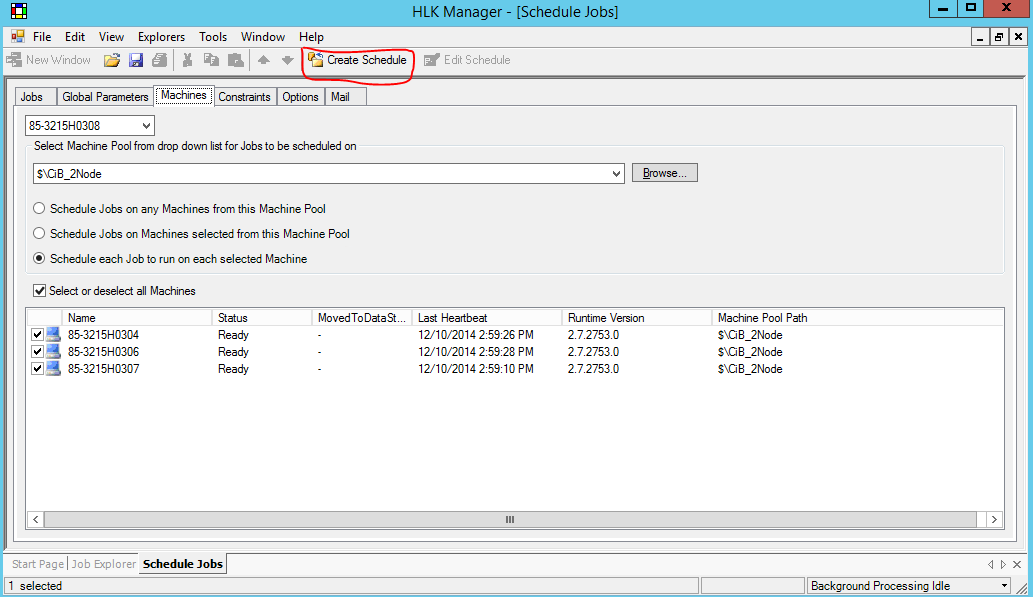 HLK Manager - [Schedule Jobs]
File Edit View Explorers Tools Window Help
New Window Create Schedule Edit Schedule
Jobs Global Parameters Machines Constraints Options Mail
85-3215H0308
Select Machine Pool from drop down list for Jobs to be scheduled on
$\CiB_2Node Browse...
Schedule Jobs on any Machines from this Machine Pool
Schedule Jobs on Machines selected from this Machine Pool
Schedule each Job to run on each selected Machine
Select or deselect all Machines
Name Status MovedToDataSt... Last Heartbeat Runtime Version Machine Pool Path
85-3215H0304 Ready - 12/10/2014 2:59:26 PM 2.7.2753.0 $\CiB_2Node
85-3215H0306 Ready - 12/10/2014 2:59:28 PM 2.7.2753.0 $\CiB_2Node
85-3215H0307 Ready - 12/10/2014 2:59:10 PM 2.7.2753.0 $\CiB_2Node
Start Page Job Explorer Schedule Jobs
1 selected Background Processing Idle